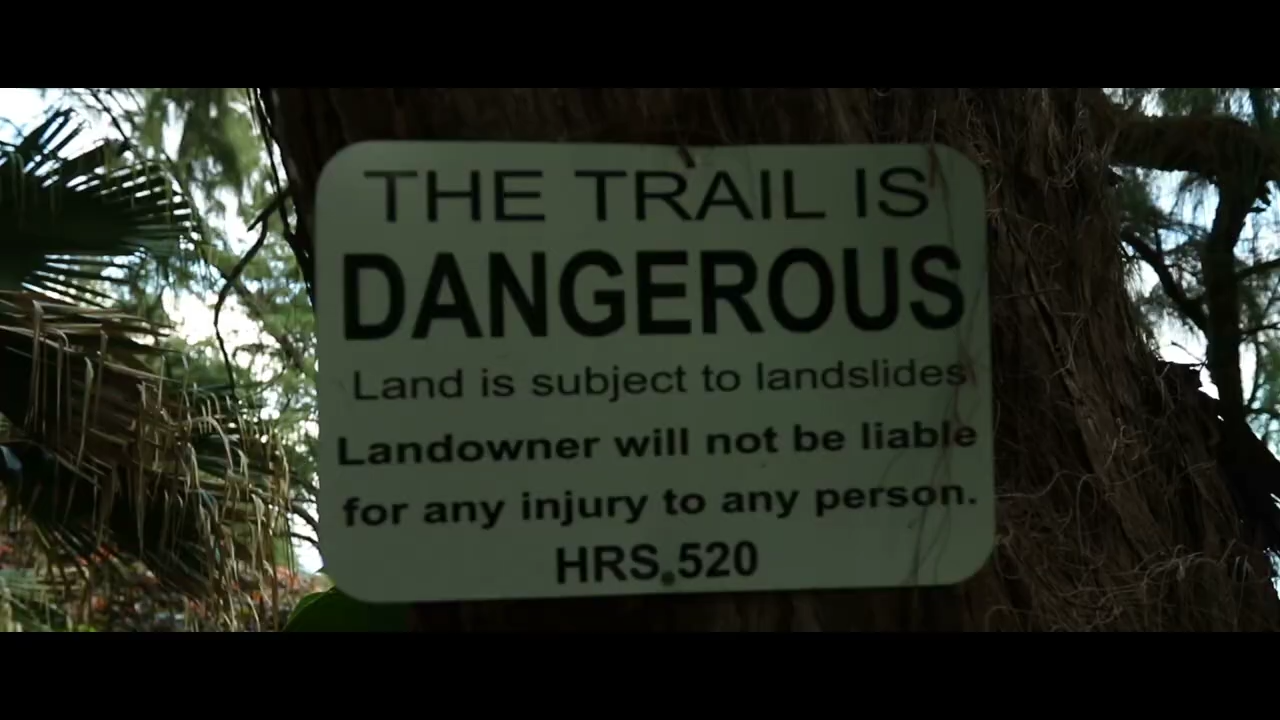 THE TRAIL IS
DANGEROUS
Land is subject to landslides
Landowner will not be liable
for any injury to any person.
HRS 520